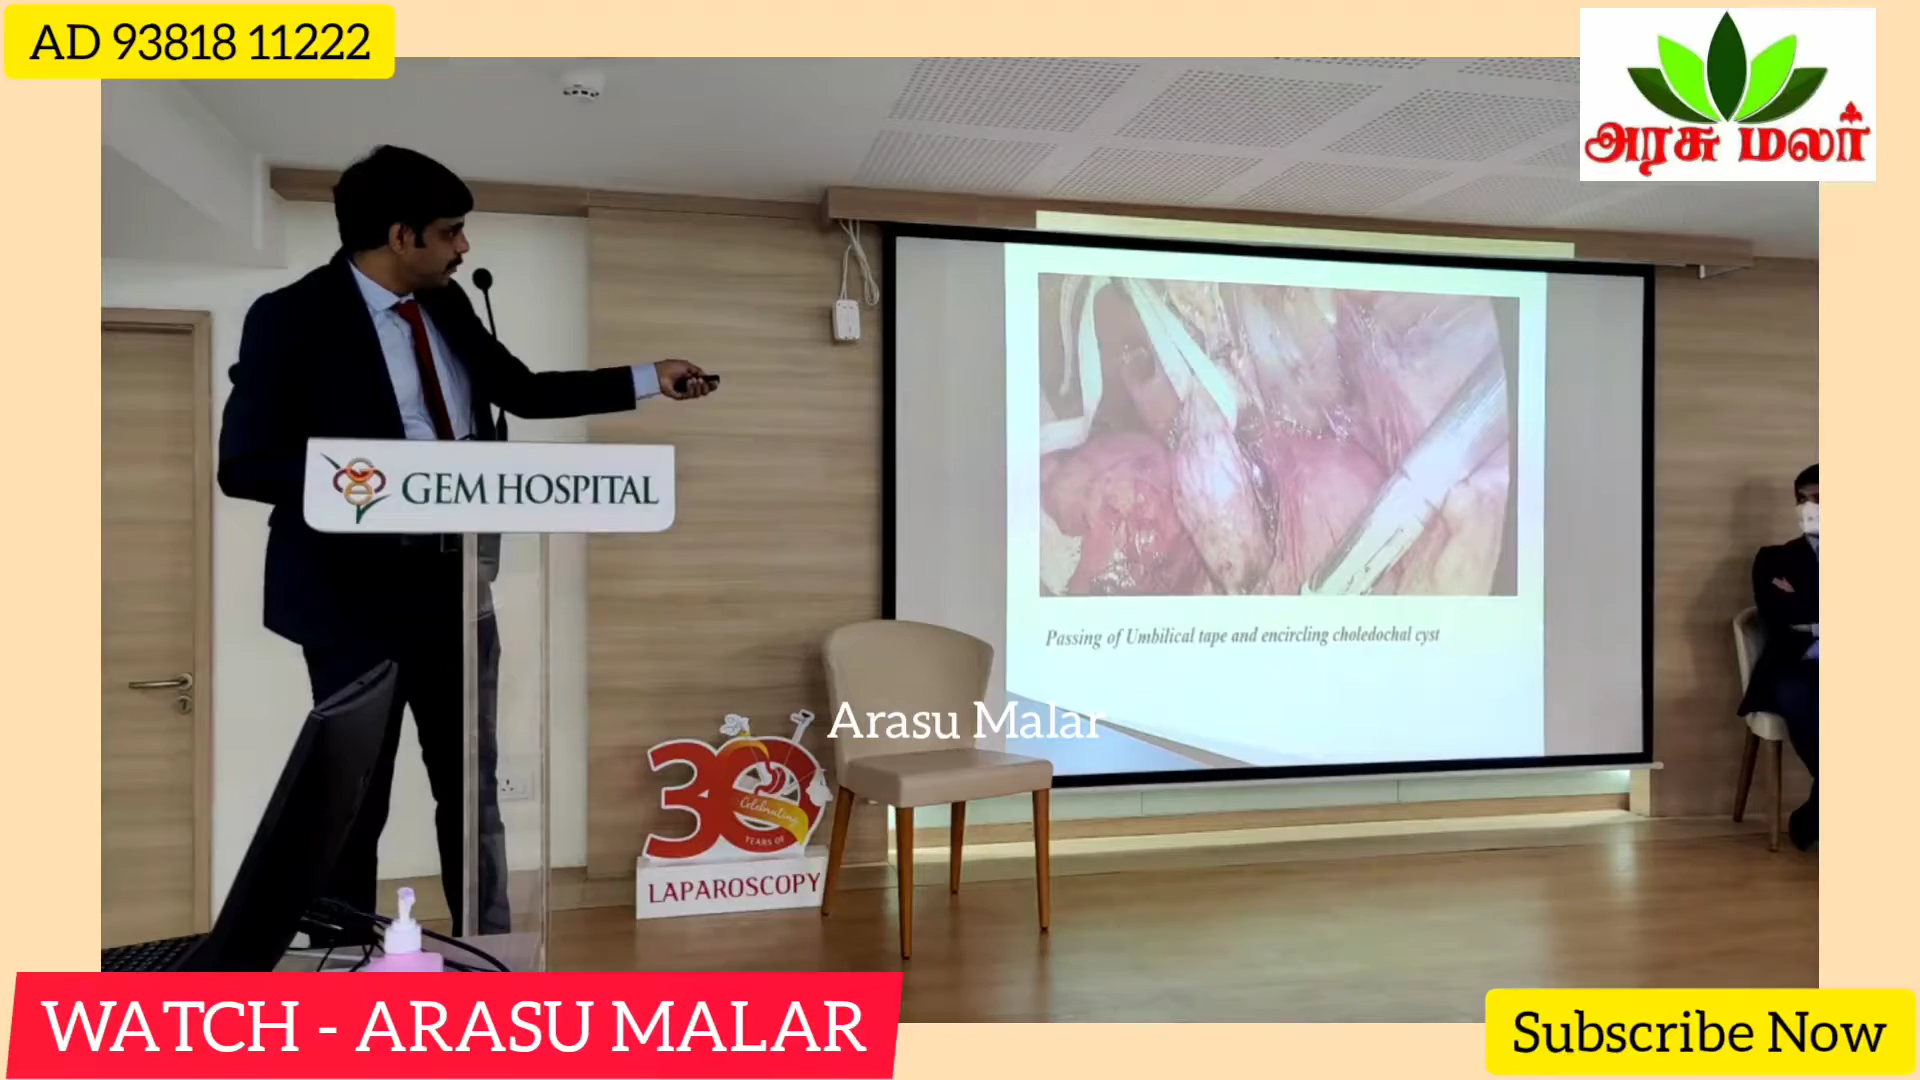 AD 93818 11222
அரசு மலர்
GEM HOSPITAL
Passing of Umbilical tape and encircling choledochal cyst
Arasu Malar
30
Celebrating
YEARS OF
LAPAROSCOPY
WATCH - ARASU MALAR
Subscribe Now